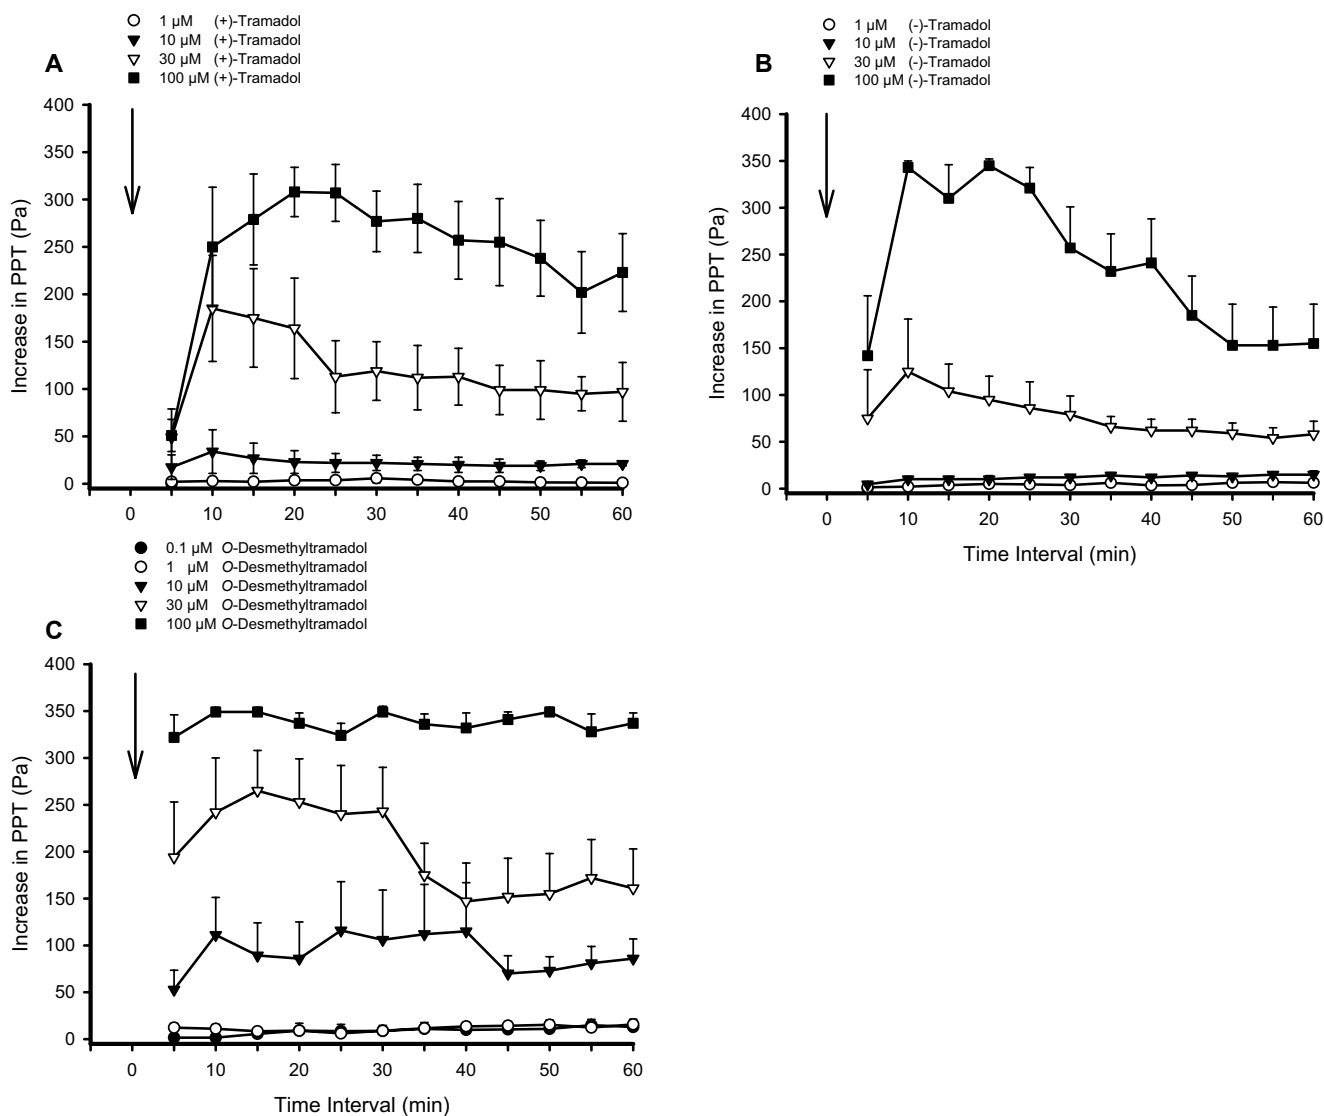 A
1 µM (+)-Tramadol
10 µM (+)-Tramadol
30 µM (+)-Tramadol
100 µM (+)-Tramadol
Increase in PPT (Pa)
400
350
300
250
200
150
100
50
0
0 10 20 30 40 50 60
B
1 µM (-)-Tramadol
10 µM (-)-Tramadol
30 µM (-)-Tramadol
100 µM (-)-Tramadol
Increase in PPT (Pa)
400
350
300
250
200
150
100
50
0
0 10 20 30 40 50 60
Time Interval (min)
C
0.1 µM O-Desmethyltramadol
1 µM O-Desmethyltramadol
10 µM O-Desmethyltramadol
30 µM O-Desmethyltramadol
100 µM O-Desmethyltramadol
Increase in PPT (Pa)
400
350
300
250
200
150
100
50
0
0 10 20 30 40 50 60
Time Interval (min)